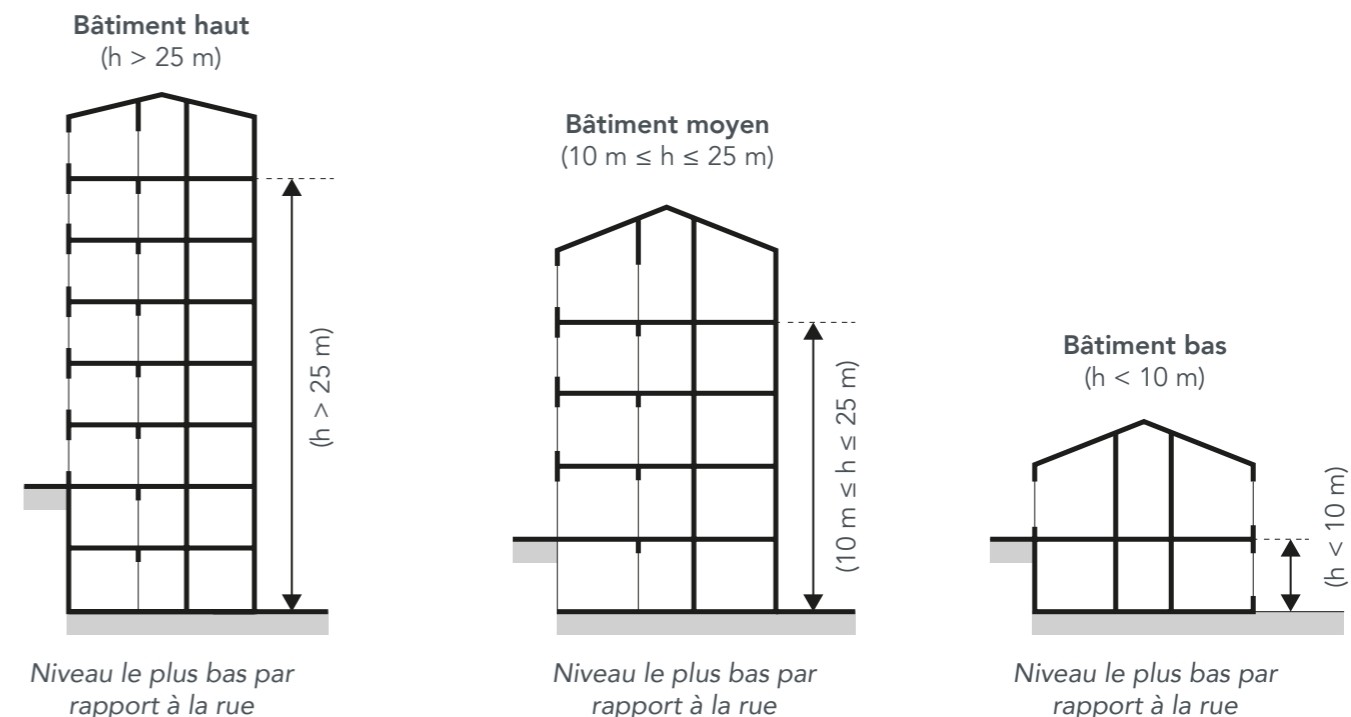 Bâtiment haut
(h > 25 m)
(h > 25 m)
Niveau le plus bas par
rapport à la rue
Bâtiment moyen
(10 m ≤ h ≤ 25 m)
(10 m ≤ h ≤ 25 m)
Niveau le plus bas par
rapport à la rue
Bâtiment bas
(h < 10 m)
(h < 10 m)
Niveau le plus bas par
rapport à la rue